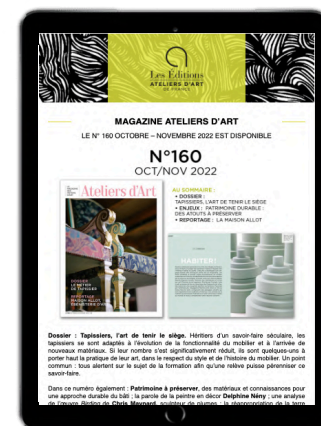 Les Éditions
ATELIERS D'ART
DE FRANCE
MAGAZINE ATELIERS D'ART
LE N° 160 OCTOBRE – NOVEMBRE 2022 EST DISPONIBLE
N°160
OCT/NOV 2022
Ateliers d'Art
DOSSIER
LE MÉTIER
DE TAPISSIER
REPORTAGE
MAISON ALLOT,
AU SOMMAIRE :
• DOSSIER :
TAPISSIERS, L'ART DE TENIR LE SIÈGE
• ENJEUX : PATRIMOINE DURABLE :
DES ATOUTS À PRÉSERVER
• REPORTAGE : LA MAISON ALLOT
HABITER!
Dossier : Tapissiers, l'art de tenir le siège. Héritiers d'un savoir-faire séculaire, les
tapissiers se sont adaptés à l'évolution de la fonctionnalité du mobilier et à l'arrivée de
nouveaux matériaux. Si leur nombre s'est significativement réduit, ils sont quelques-uns à
porter haut la pratique de leur art, dans le respect du style et de l'histoire du mobilier. Un point
commun : tous alertent sur le sujet de la formation afin qu'une relève puisse pérenniser ce
savoir-faire.
Dans ce numéro également : Patrimoine à préserver, des matériaux et connaissances pour
une approche durable du bâti ; la parole de la peintre en décor Delphine Nény ; une analyse
de l'œuvre Birding de Chris Maynard, sculpteur de plumes ; la réappropriation de la terre